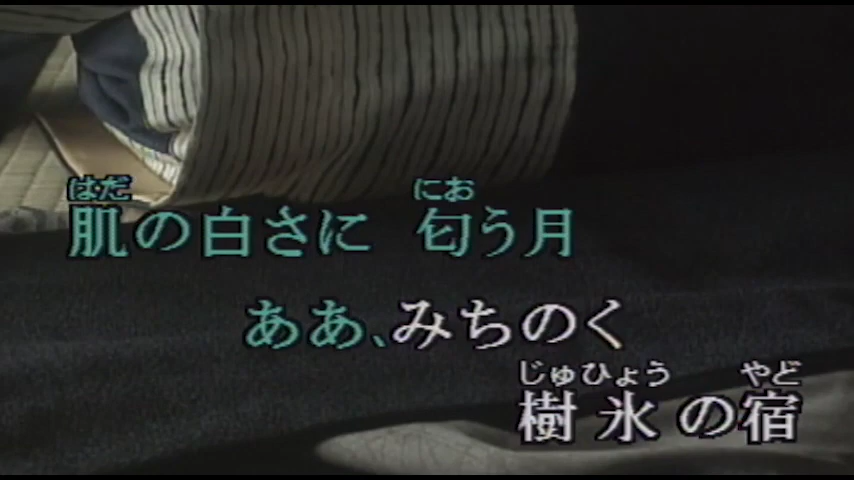 はだ にお
肌の白さに 匂う月
ああ、みちのく
じゅひょう やど
樹氷の宿